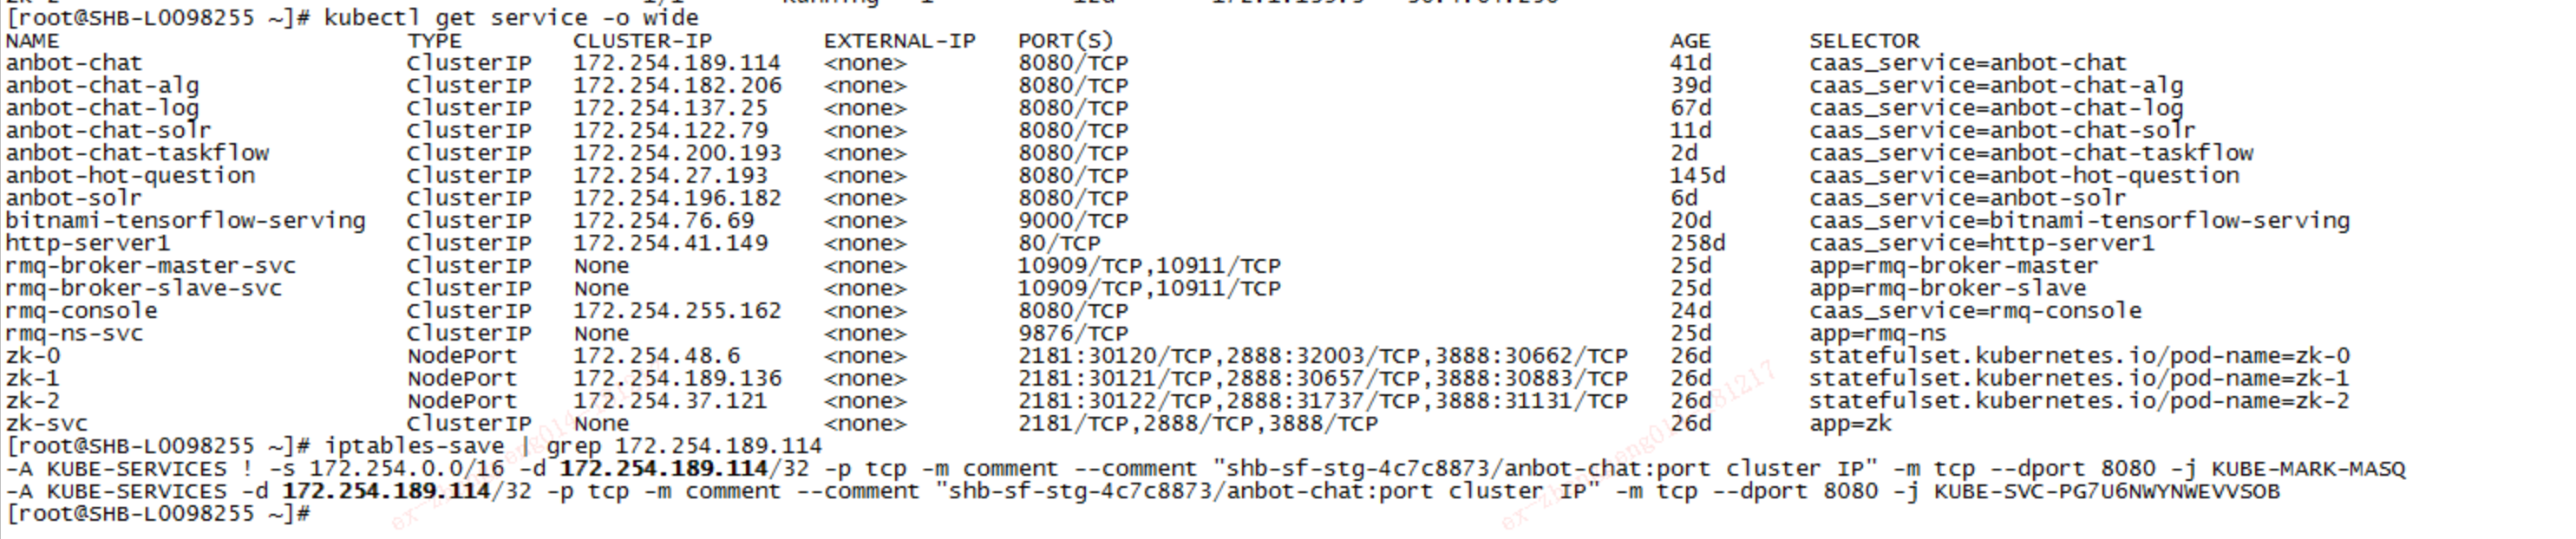 [root@SHB-L0098255 ~]# kubectl get service -o wide
NAME TYPE CLUSTER-IP EXTERNAL-IP PORT(S) AGE SELECTOR
anbot-chat ClusterIP 172.254.189.114 <none> 8080/TCP 41d caas_service=anbot-chat
anbot-chat-alg ClusterIP 172.254.182.206 <none> 8080/TCP 39d caas_service=anbot-chat-alg
anbot-chat-log ClusterIP 172.254.137.25 <none> 8080/TCP 67d caas_service=anbot-chat-log
anbot-chat-solr ClusterIP 172.254.122.79 <none> 8080/TCP 11d caas_service=anbot-chat-solr
anbot-chat-taskflow ClusterIP 172.254.200.193 <none> 8080/TCP 2d caas_service=anbot-chat-taskflow
anbot-hot-question ClusterIP 172.254.27.193 <none> 8080/TCP 145d caas_service=anbot-hot-question
anbot-solr ClusterIP 172.254.196.182 <none> 8080/TCP 6d caas_service=anbot-solr
bitnami-tensorflow-serving ClusterIP 172.254.76.69 <none> 9000/TCP 20d caas_service=bitnami-tensorflow-serving
http-server1 ClusterIP 172.254.41.149 <none> 80/TCP 258d caas_service=http-server1
rmq-broker-master-svc ClusterIP None <none> 10909/TCP,10911/TCP 25d app=rmq-broker-master
rmq-broker-slave-svc ClusterIP None <none> 10909/TCP,10911/TCP 25d app=rmq-broker-slave
rmq-console ClusterIP 172.254.255.162 <none> 8080/TCP 24d caas_service=rmq-console
rmq-ns-svc ClusterIP None <none> 9876/TCP 25d app=rmq-ns
zk-0 NodePort 172.254.48.6 <none> 2181:30120/TCP,2888:32003/TCP,3888:30662/TCP 26d statefulset.kubernetes.io/pod-name=zk-0
zk-1 NodePort 172.254.189.136 <none> 2181:30121/TCP,2888:30657/TCP,3888:30883/TCP 26d statefulset.kubernetes.io/pod-name=zk-1
zk-2 NodePort 172.254.37.121 <none> 2181:30122/TCP,2888:31737/TCP,3888:31131/TCP 26d statefulset.kubernetes.io/pod-name=zk-2
zk-svc ClusterIP None <none> 2181/TCP,2888/TCP,3888/TCP 26d app=zk
[root@SHB-L0098255 ~]# iptables-save | grep 172.254.189.114
-A KUBE-SERVICES ! -s 172.254.0.0/16 -d 172.254.189.114/32 -p tcp -m comment --comment "shb-sf-stg-4c7c8873/anbot-chat:port cluster IP" -m tcp --dport 8080 -j KUBE-MARK-MASQ
-A KUBE-SERVICES -d 172.254.189.114/32 -p tcp -m comment --comment "shb-sf-stg-4c7c8873/anbot-chat:port cluster IP" -m tcp --dport 8080 -j KUBE-SVC-PG7U6NWYNWEVVSOB
[root@SHB-L0098255 ~]#